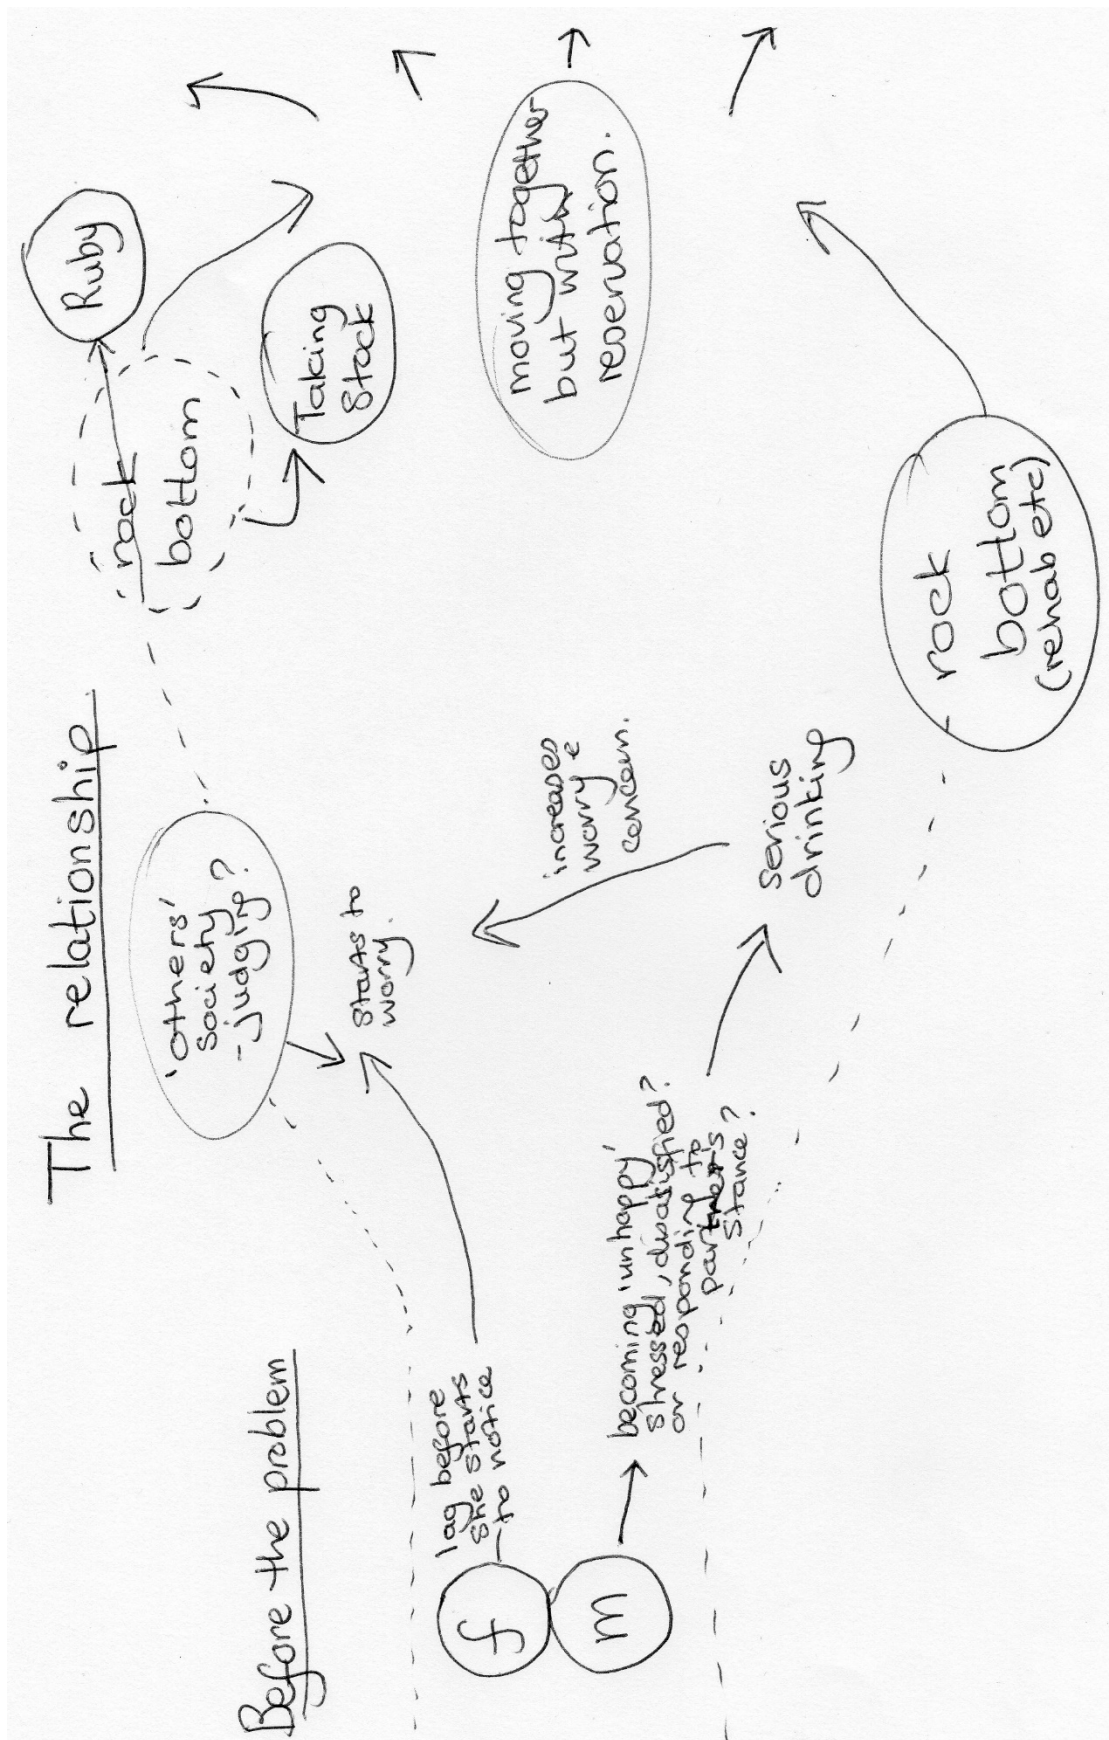 The relationship
Before the problem
f
lag before
she starts
to notice
m
becoming 'unhappy'
stressed, dissatisfied?
or responding to
partner's
stance?
'others'
society
-judging?
starts to
worry.
increases
worry &
concern.
serious
drinking
rock
bottom
Ruby
Taking
Stock
moving together
but with
reservation.
rock
bottom
(rehab etc)